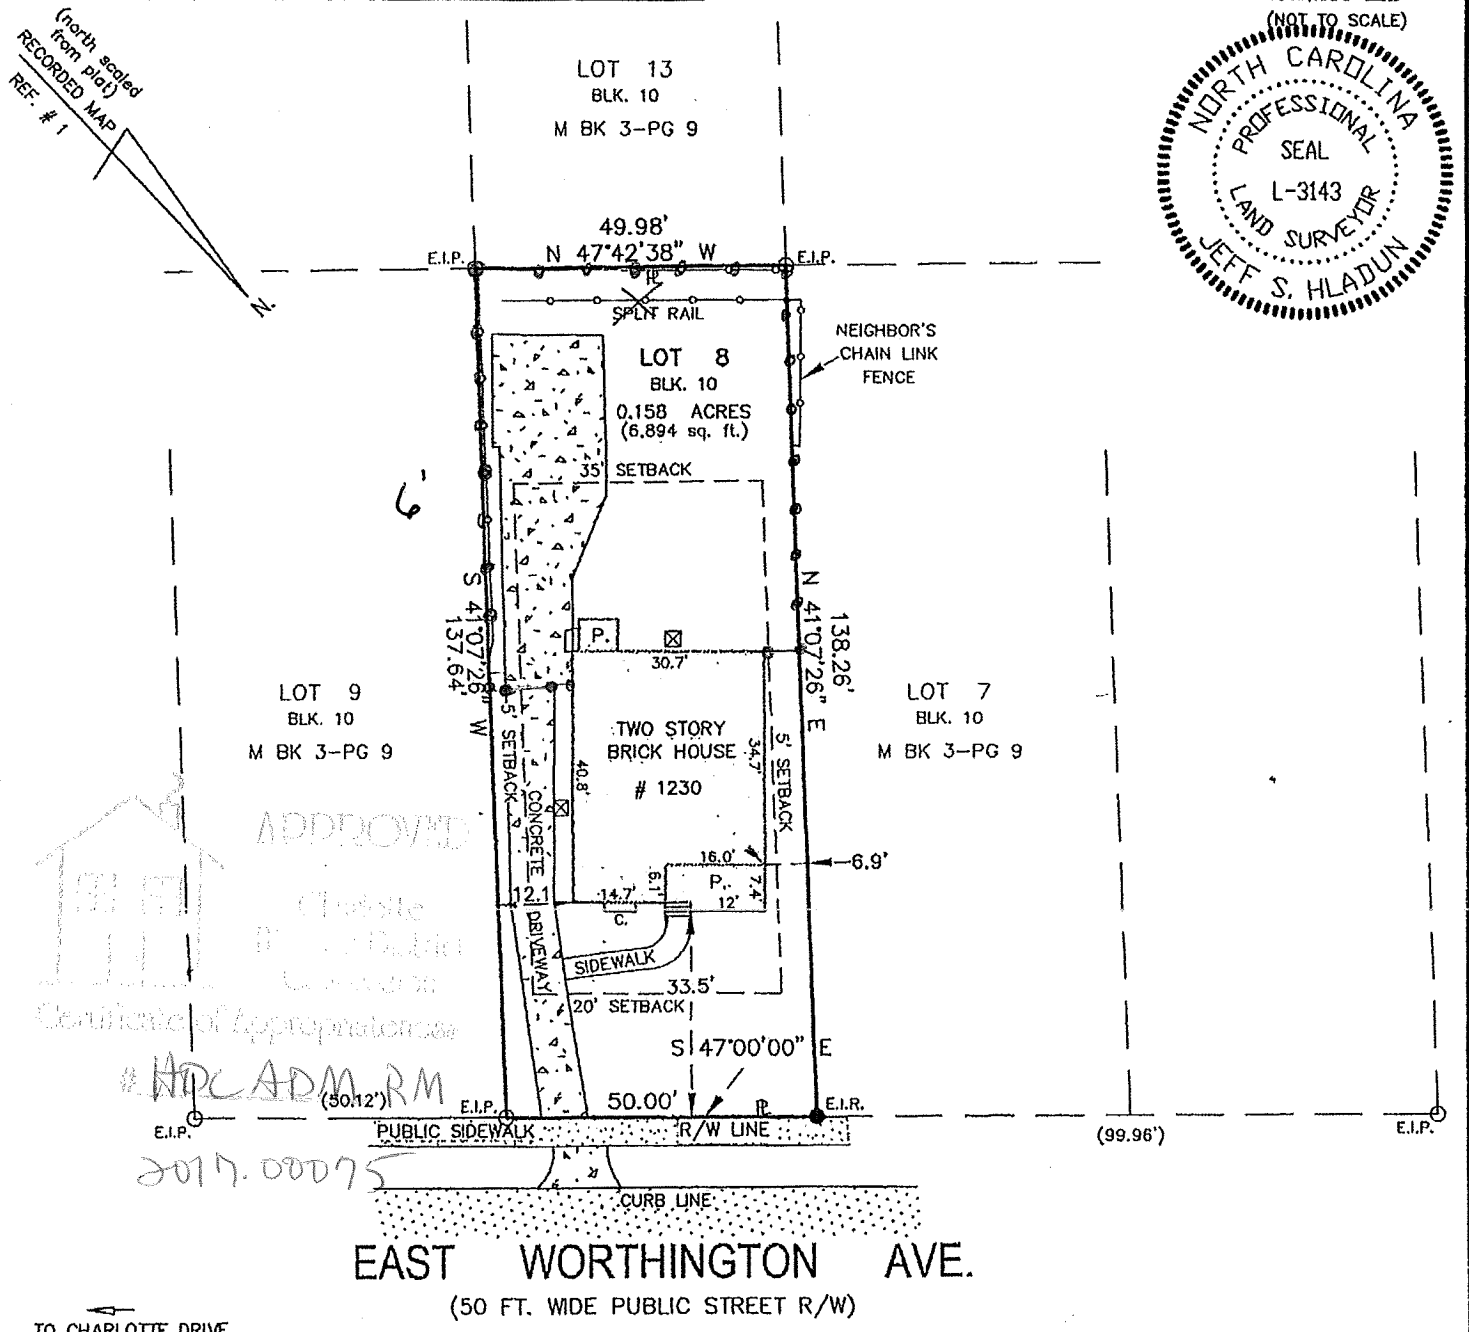 (north scaled
from plat)
RECORDED MAP
REF. # 1
N.
(NOT TO SCALE)
NORTH CAROLINA
PROFESSIONAL
SEAL
L-3143
LAND SURVEYOR
JEFF S. HLADUN
LOT 13
BLK. 10
M BK 3-PG 9
49.98'
E.I.P.
N 47°42'38" W
E.I.P.
PL
SPLIT RAIL
NEIGHBOR'S
CHAIN LINK
FENCE
LOT 8
BLK. 10
0.158 ACRES
(6,894 sq. ft.)
35' SETBACK
6'
S 41°07'26" W
137.64'
N 41°07'26" E
138.26'
P.
30.7'
LOT 9
BLK. 10
M BK 3-PG 9
5' SETBACK
TWO STORY
BRICK HOUSE
# 1230
40.8'
34.7'
5' SETBACK
LOT 7
BLK. 10
M BK 3-PG 9
CONCRETE DRIVEWAY
16.0'
6.9'
6.1'
P.
7.4'
12.1
14.7'
12'
C.
SIDEWALK
33.5'
20' SETBACK
S 47°00'00" E
APPROVED
Certificate of Appropriateness
# HDCADM RM
2017.00075
(50.12')
E.I.P.
E.I.P.
50.00'
PL
E.I.R.
PUBLIC SIDEWALK
R/W LINE
(99.96')
E.I.P.
CURB LINE
EAST WORTHINGTON AVE.
(50 FT. WIDE PUBLIC STREET R/W)
TO CHARLOTTE DRIVE